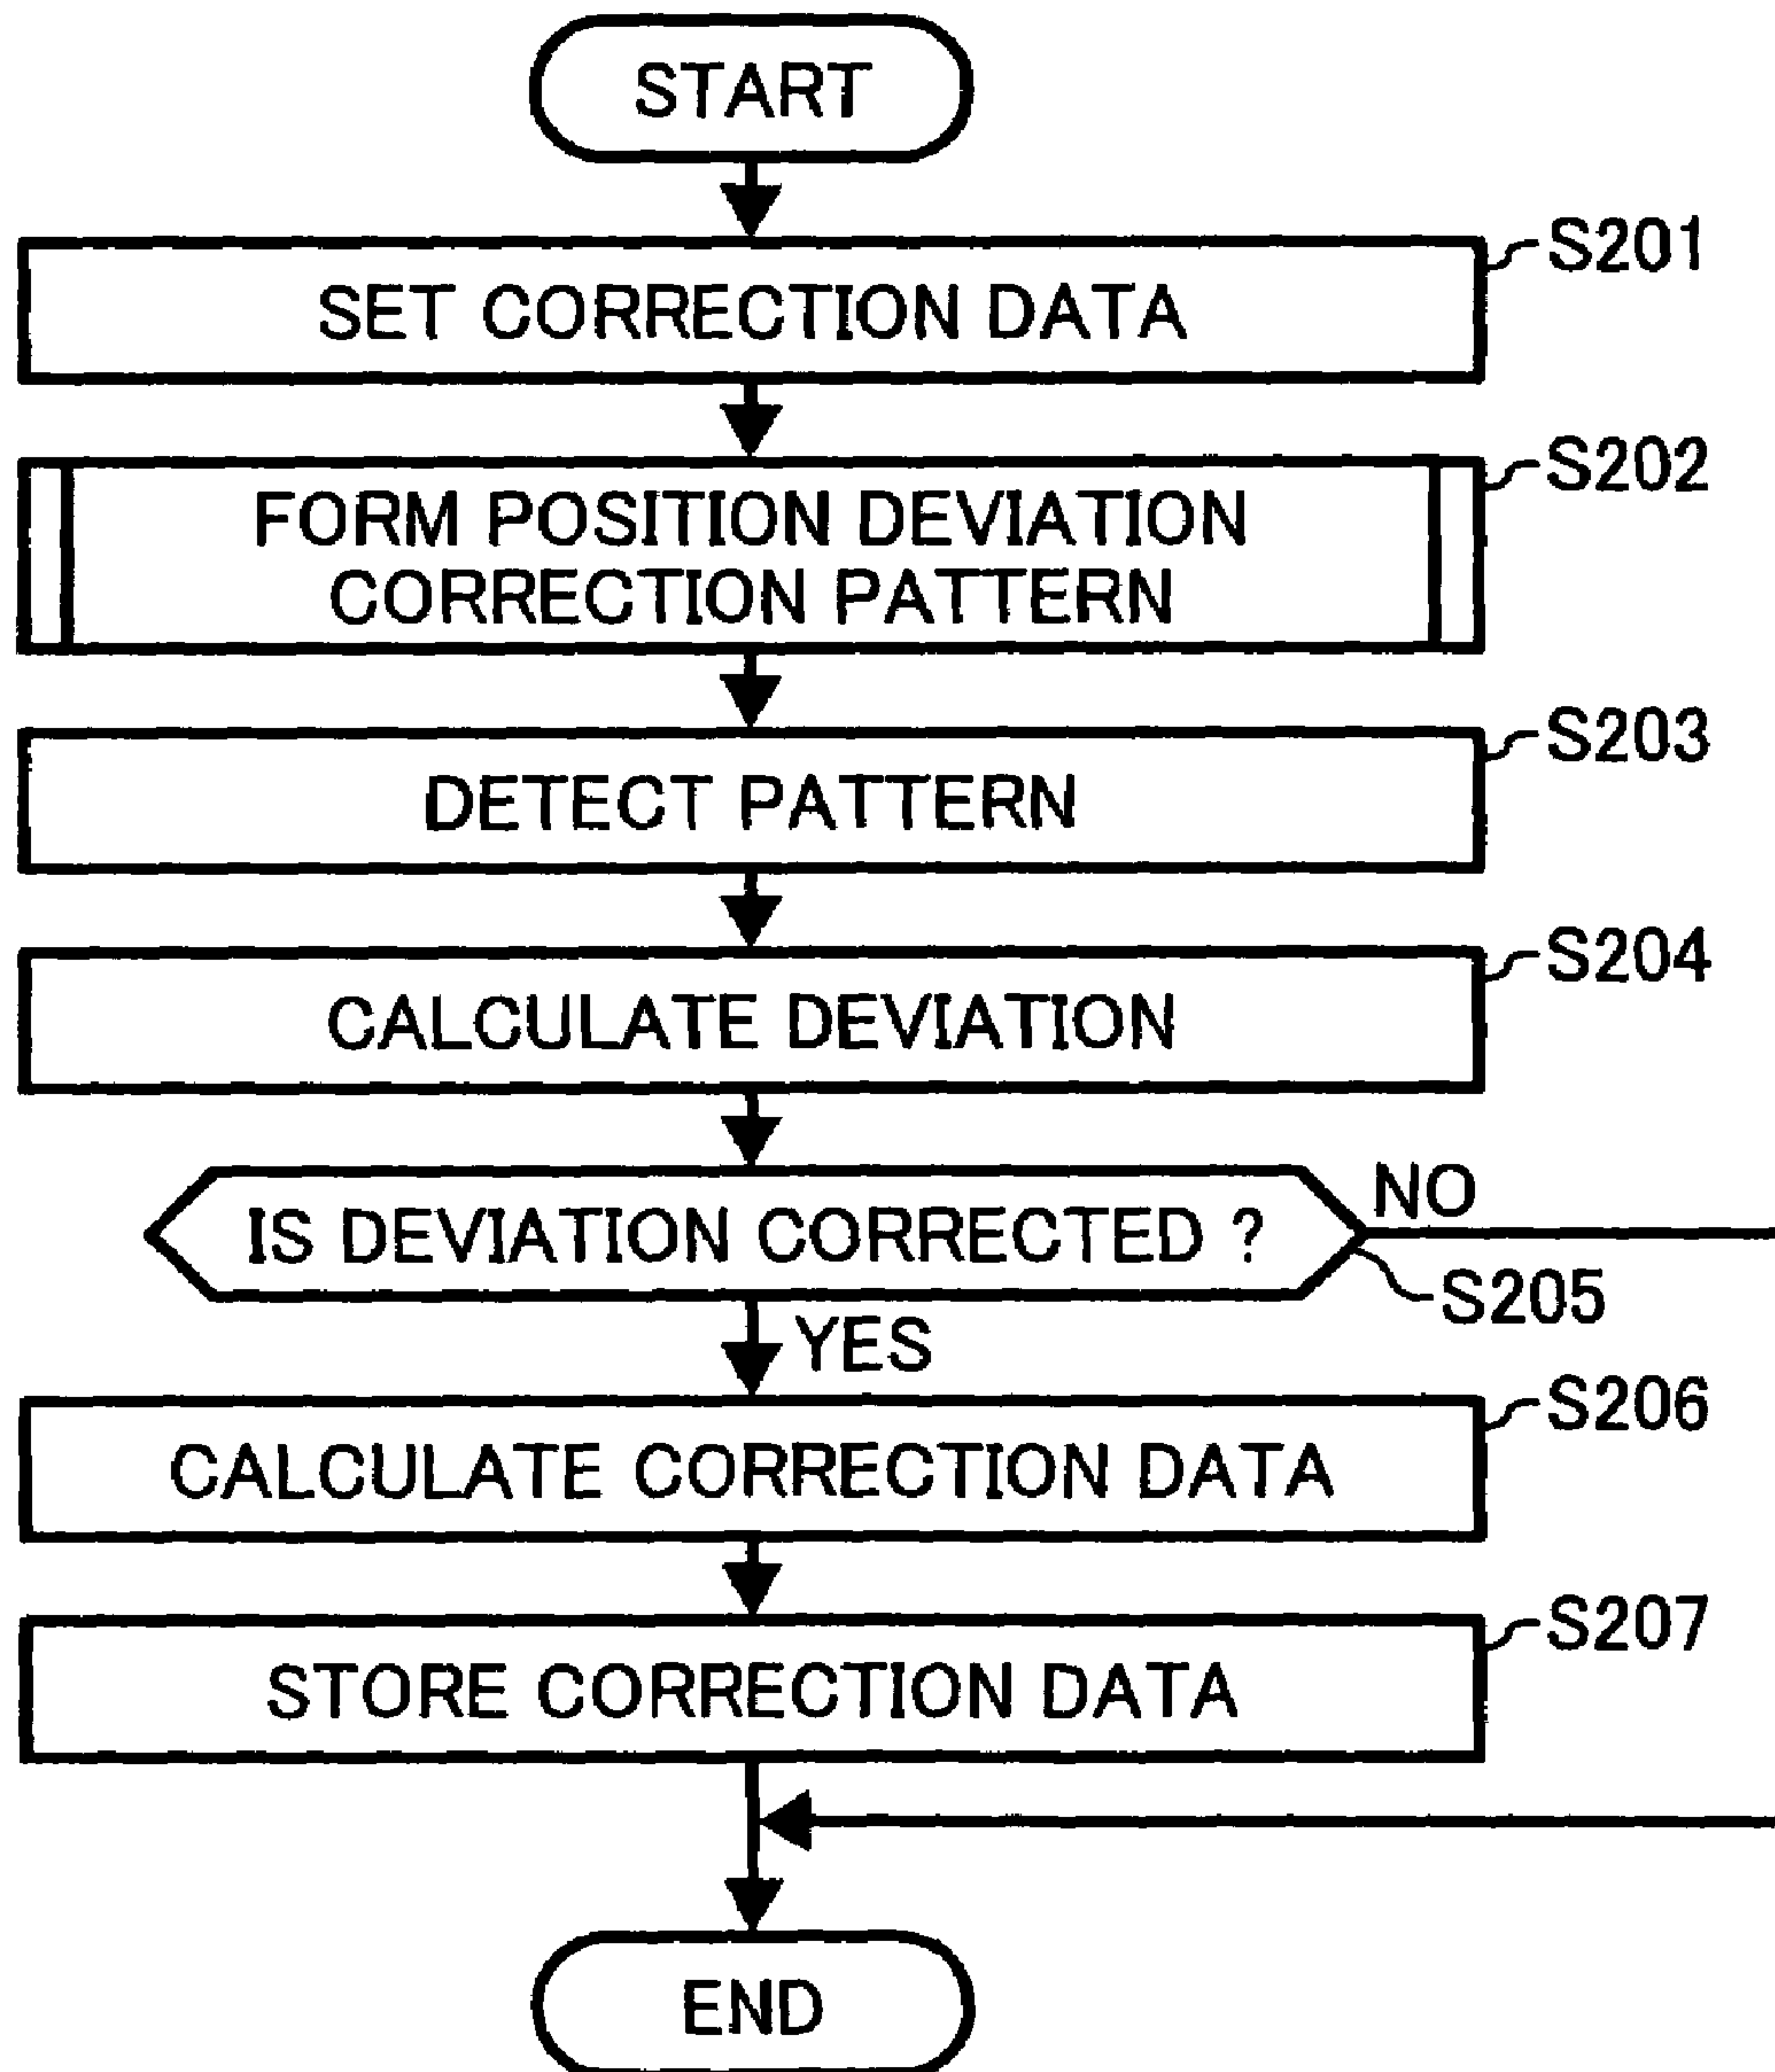 START
S201
SET CORRECTION DATA
S202
FORM POSITION DEVIATION
CORRECTION PATTERN
S203
DETECT PATTERN
S204
CALCULATE DEVIATION
NO
IS DEVIATION CORRECTED ?
S205
YES
S206
CALCULATE CORRECTION DATA
S207
STORE CORRECTION DATA
END